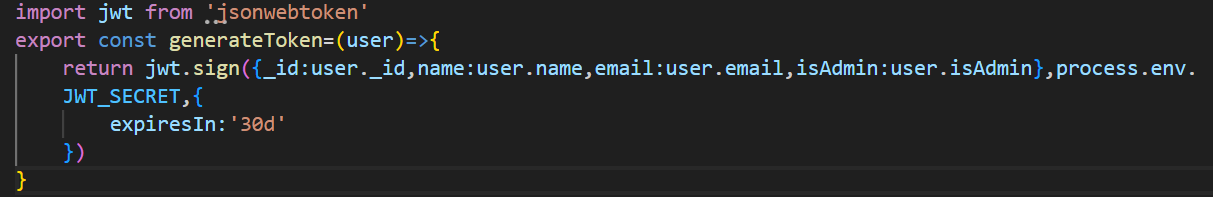 import jwt from 'jsonwebtoken'
export const generateToken=(user)=>{
    return jwt.sign({_id:user._id,name:user.name,email:user.email,isAdmin:user.isAdmin},process.env.
    JWT_SECRET,{
        expiresIn:'30d'
    })
}